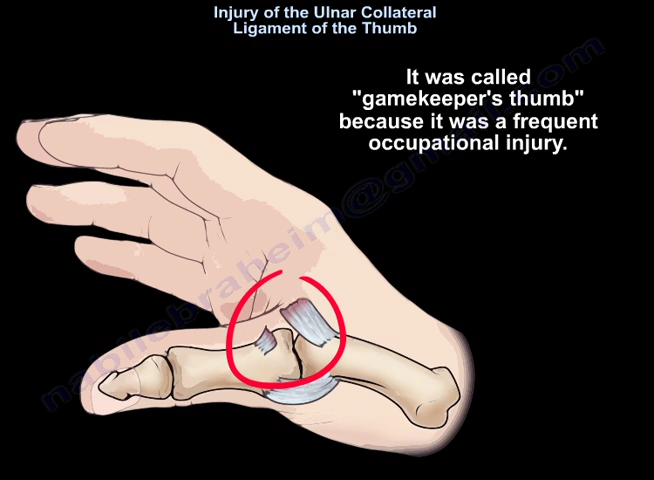 Injury of the Ulnar Collateral
Ligament of the Thumb
It was called
"gamekeeper's thumb"
because it was a frequent
occupational injury.